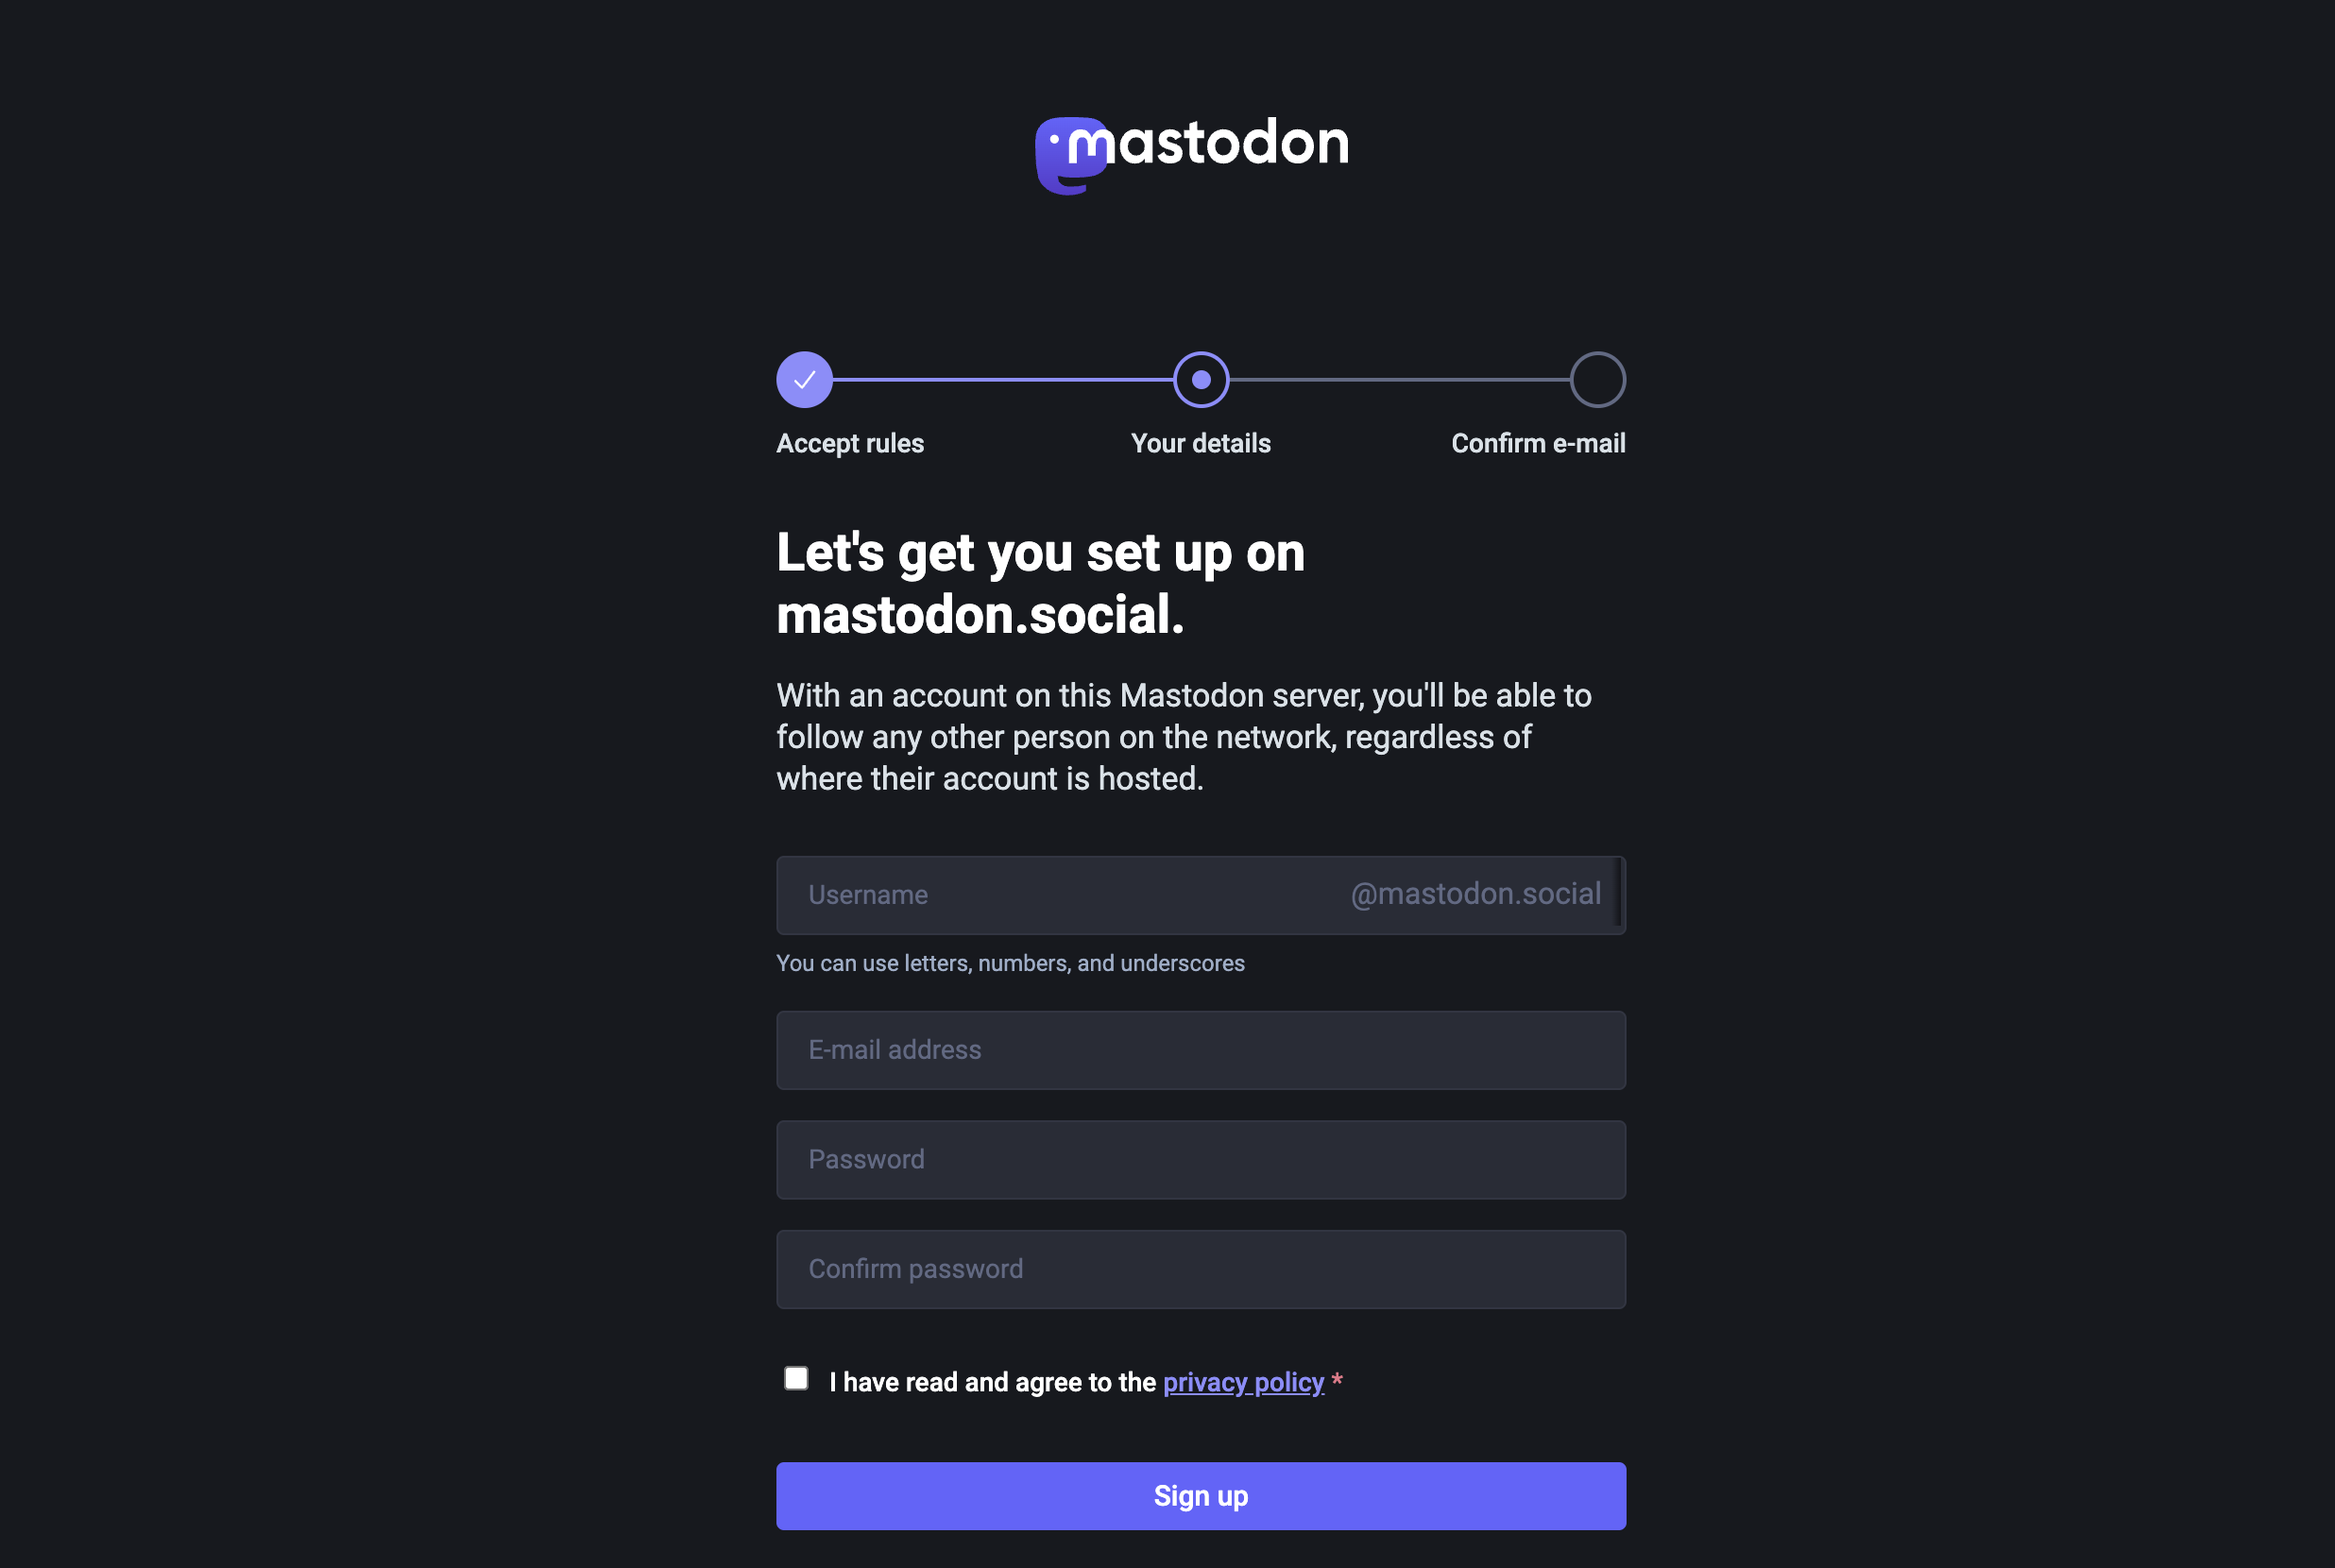 mastodon
Accept rules
Your details
Confirm e-mail
Let's get you set up on
mastodon.social.
With an account on this Mastodon server, you'll be able to
follow any other person on the network, regardless of
where their account is hosted.
Username @mastodon.social
You can use letters, numbers, and underscores
E-mail address
Password
Confirm password
I have read and agree to the privacy policy *
Sign up